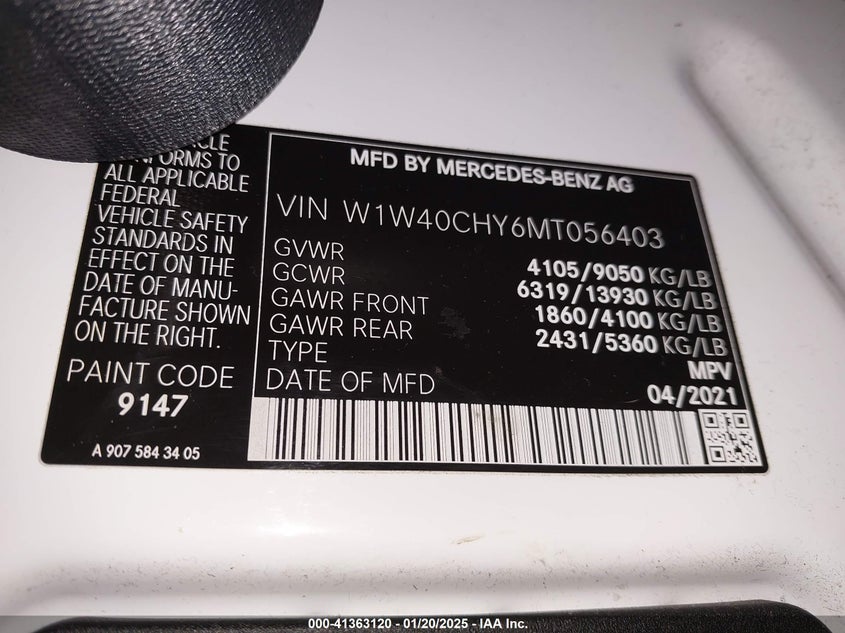 ALL APPLICABLE
FEDERAL
VEHICLE SAFETY
STANDARDS IN
EFFECT ON THE
DATE OF MANU-
FACTURE SHOWN
ON THE RIGHT.
PAINT CODE
9147
A 907 584 34 05
MFD BY MERCEDES-BENZ AG
VIN W1W40CHY6MT056403
GVWR 4105/9050 KG/LB
GCWR 6319/13930 KG/LB
GAWR FRONT 1860/4100 KG/LB
GAWR REAR 2431/5360 KG/LB
TYPE MPV
DATE OF MFD 04/2021
000-41363120 - 01/20/2025 - IAA Inc.